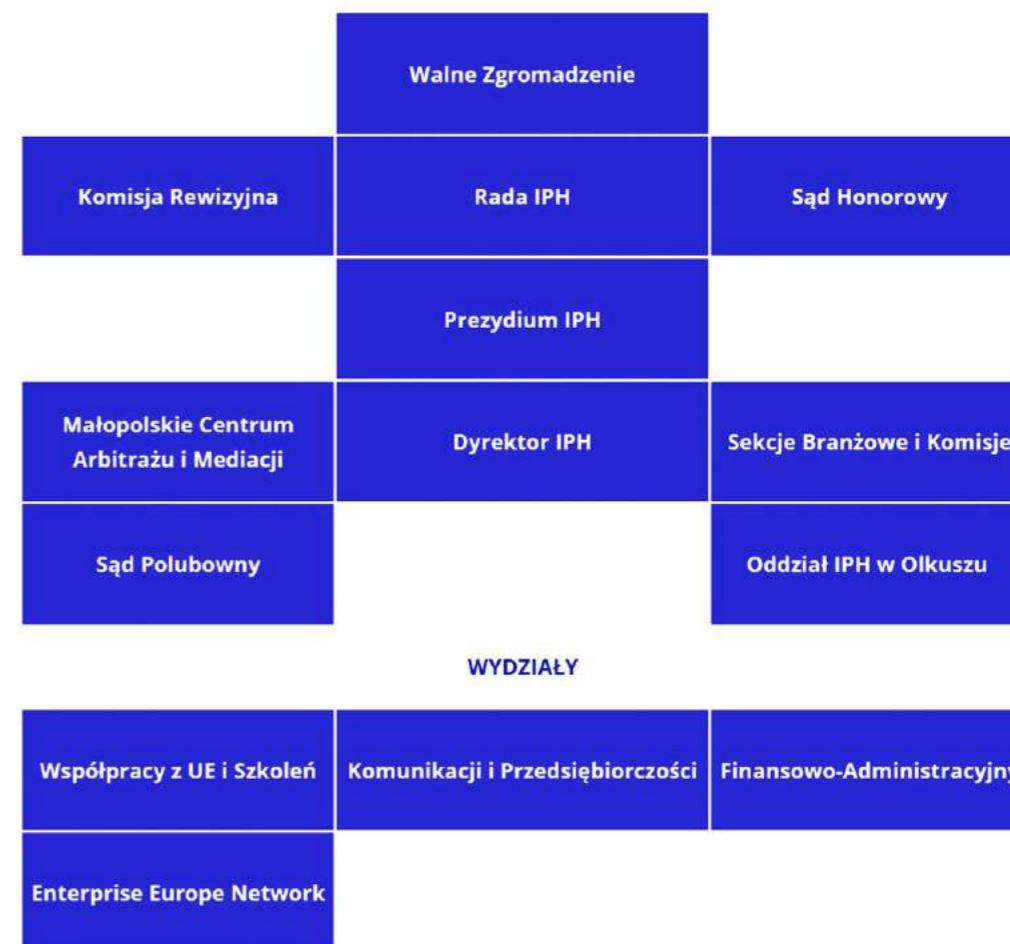 Walne Zgromadzenie
Komisja Rewizyjna
Rada IPH
Sąd Honorowy
Prezydium IPH
Małopolskie Centrum
Arbitrażu i Mediacji
Dyrektor IPH
Sekcje Branżowe i Komisje
Sąd Polubowny
Oddział IPH w Olkuszu
WYDZIAŁY
Współpracy z UE i Szkoleń
Komunikacji i Przedsiębiorczości
Finansowo-Administracyjny
Enterprise Europe Network